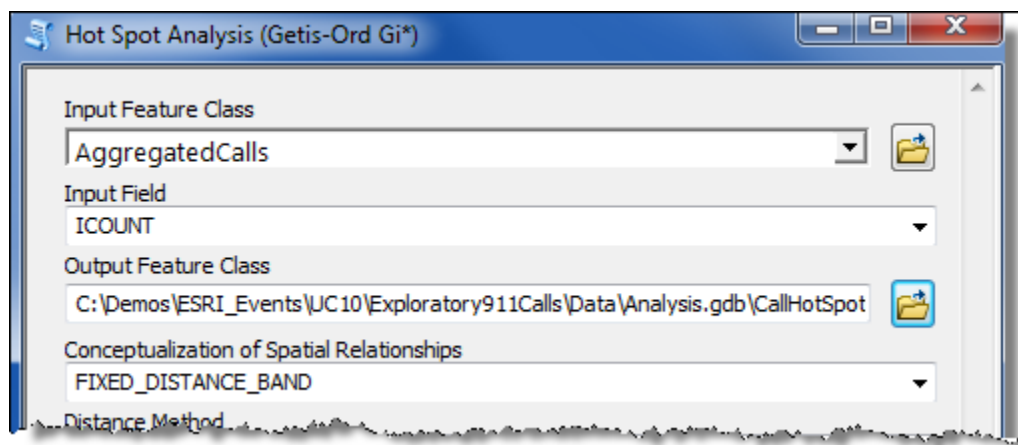 Hot Spot Analysis (Getis-Ord Gi*)
Input Feature Class
AggregatedCalls
Input Field
ICOUNT
Output Feature Class
C:\Demos\ESRI_Events\UC10\Exploratory911Calls\Data\Analysis.gdb\CallHotSpot
Conceptualization of Spatial Relationships
FIXED_DISTANCE_BAND
Distance Method